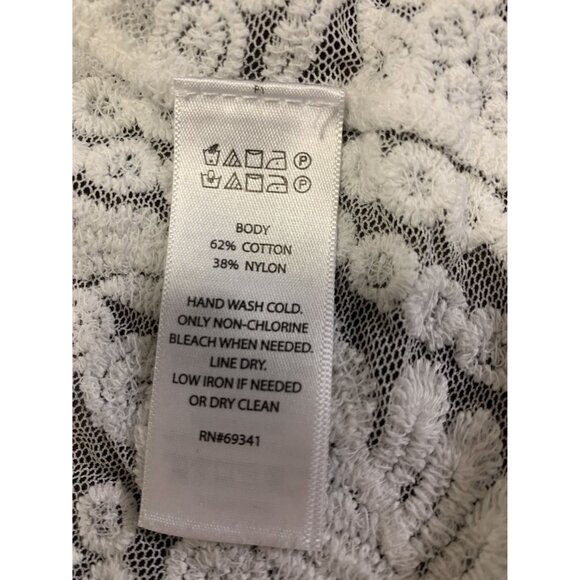 BODY
62% COTTON
38% NYLON
HAND WASH COLD.
ONLY NON-CHLORINE
BLEACH WHEN NEEDED.
LINE DRY.
LOW IRON IF NEEDED
OR DRY CLEAN
RN#69341